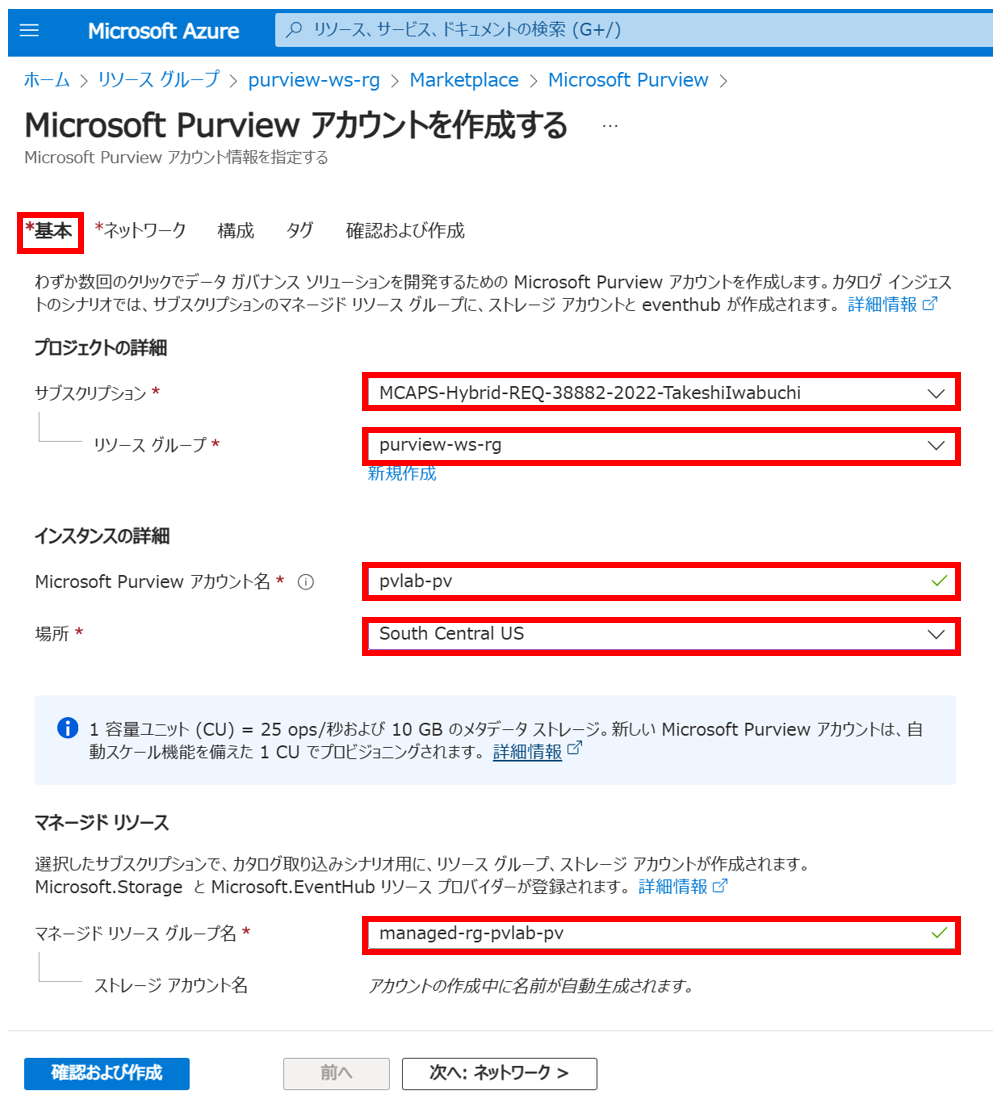 Microsoft Azure
リソース、サービス、ドキュメントの検索 (G+/)
ホーム > リソース グループ > purview-ws-rg > Marketplace > Microsoft Purview >
Microsoft Purview アカウントを作成する ...
Microsoft Purview アカウント情報を指定する
*基本 *ネットワーク 構成 タグ 確認および作成
わずか数回のクリックでデータ ガバナンス ソリューションを開発するための Microsoft Purview アカウントを作成します。カタログ インジェス
トのシナリオでは、サブスクリプションのマネージド リソース グループに、ストレージ アカウントと eventhub が作成されます。 詳細情報
プロジェクトの詳細
サブスクリプション * MCAPS-Hybrid-REQ-38882-2022-TakeshiIwabuchi
リソース グループ * purview-ws-rg
新規作成
インスタンスの詳細
Microsoft Purview アカウント名 * pvlab-pv
場所 * South Central US
1 容量ユニット (CU) = 25 ops/秒および 10 GB のメタデータ ストレージ。新しい Microsoft Purview アカウントは、自
動スケール機能を備えた 1 CU でプロビジョニングされます。 詳細情報
マネージド リソース
選択したサブスクリプションで、カタログ取り込みシナリオ用に、リソース グループ、ストレージ アカウントが作成されます。
Microsoft.Storage と Microsoft.EventHub リソース プロバイダーが登録されます。 詳細情報
マネージド リソース グループ名 * managed-rg-pvlab-pv
ストレージ アカウント名 アカウントの作成中に名前が自動生成されます。
確認および作成 前へ 次へ: ネットワーク >